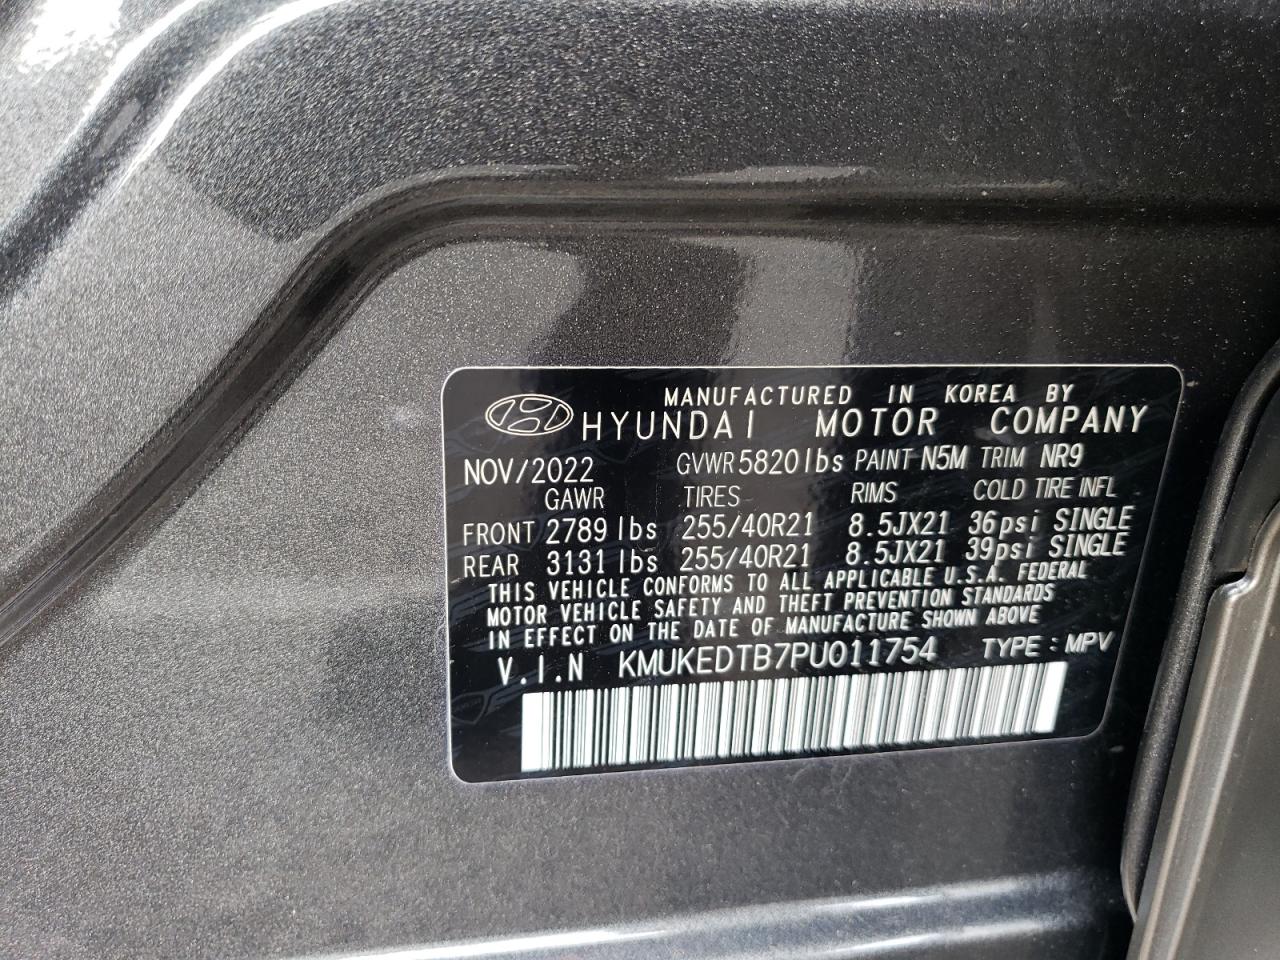 MANUFACTURED IN KOREA BY
HYUNDAI MOTOR COMPANY
NOV/2022 GVWR 5820lbs PAINT N5M TRIM NR9
GAWR TIRES RIMS COLD TIRE INFL
FRONT 2789 lbs 255/40R21 8.5JX21 36psi SINGLE
REAR 3131 lbs 255/40R21 8.5JX21 39psi SINGLE
THIS VEHICLE CONFORMS TO ALL APPLICABLE U.S.A. FEDERAL
MOTOR VEHICLE SAFETY AND THEFT PREVENTION STANDARDS
IN EFFECT ON THE DATE OF MANUFACTURE SHOWN ABOVE
V.I.N KMUKEDTB7PU011754 TYPE : MPV